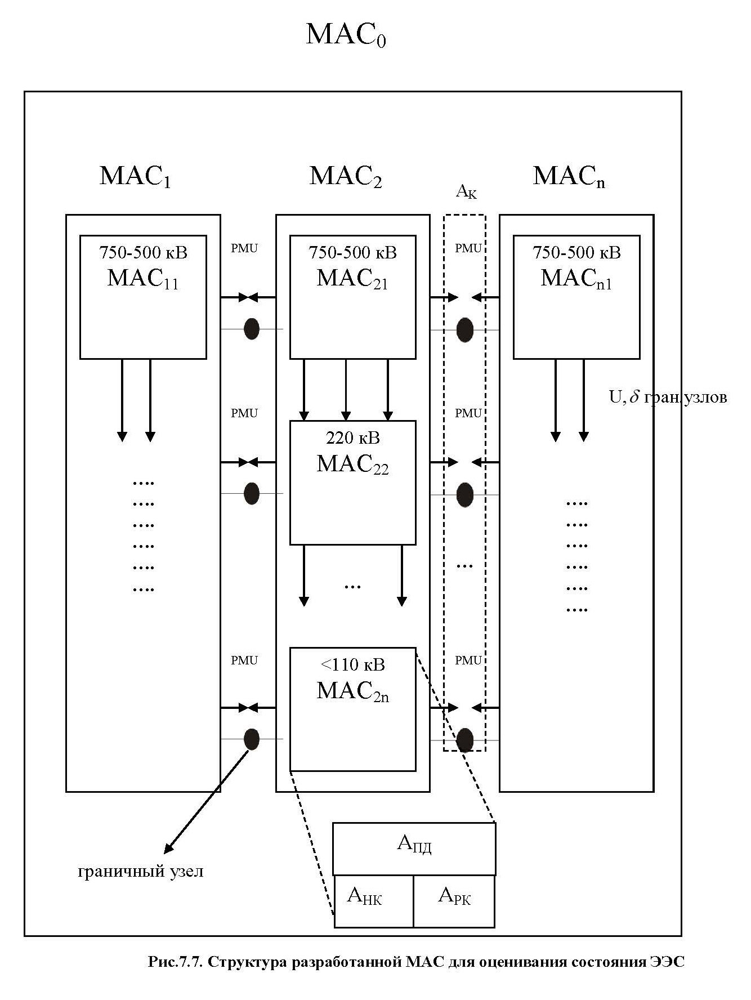 МАС0
МАС1
МАС2
МАСn
АК
750-500 кВ
МАС11
PMU
750-500 кВ
МАС21
PMU
750-500 кВ
МАСn1
U, δ гран.узлов
PMU
220 кВ
МАС22
PMU
....
....
....
....
....
....
...
...
....
....
....
....
....
....
PMU
<110 кВ
МАС2n
PMU
граничный узел
АПД
АНК
АРК
Рис.7.7. Структура разработанной МАС для оценивания состояния ЭЭС